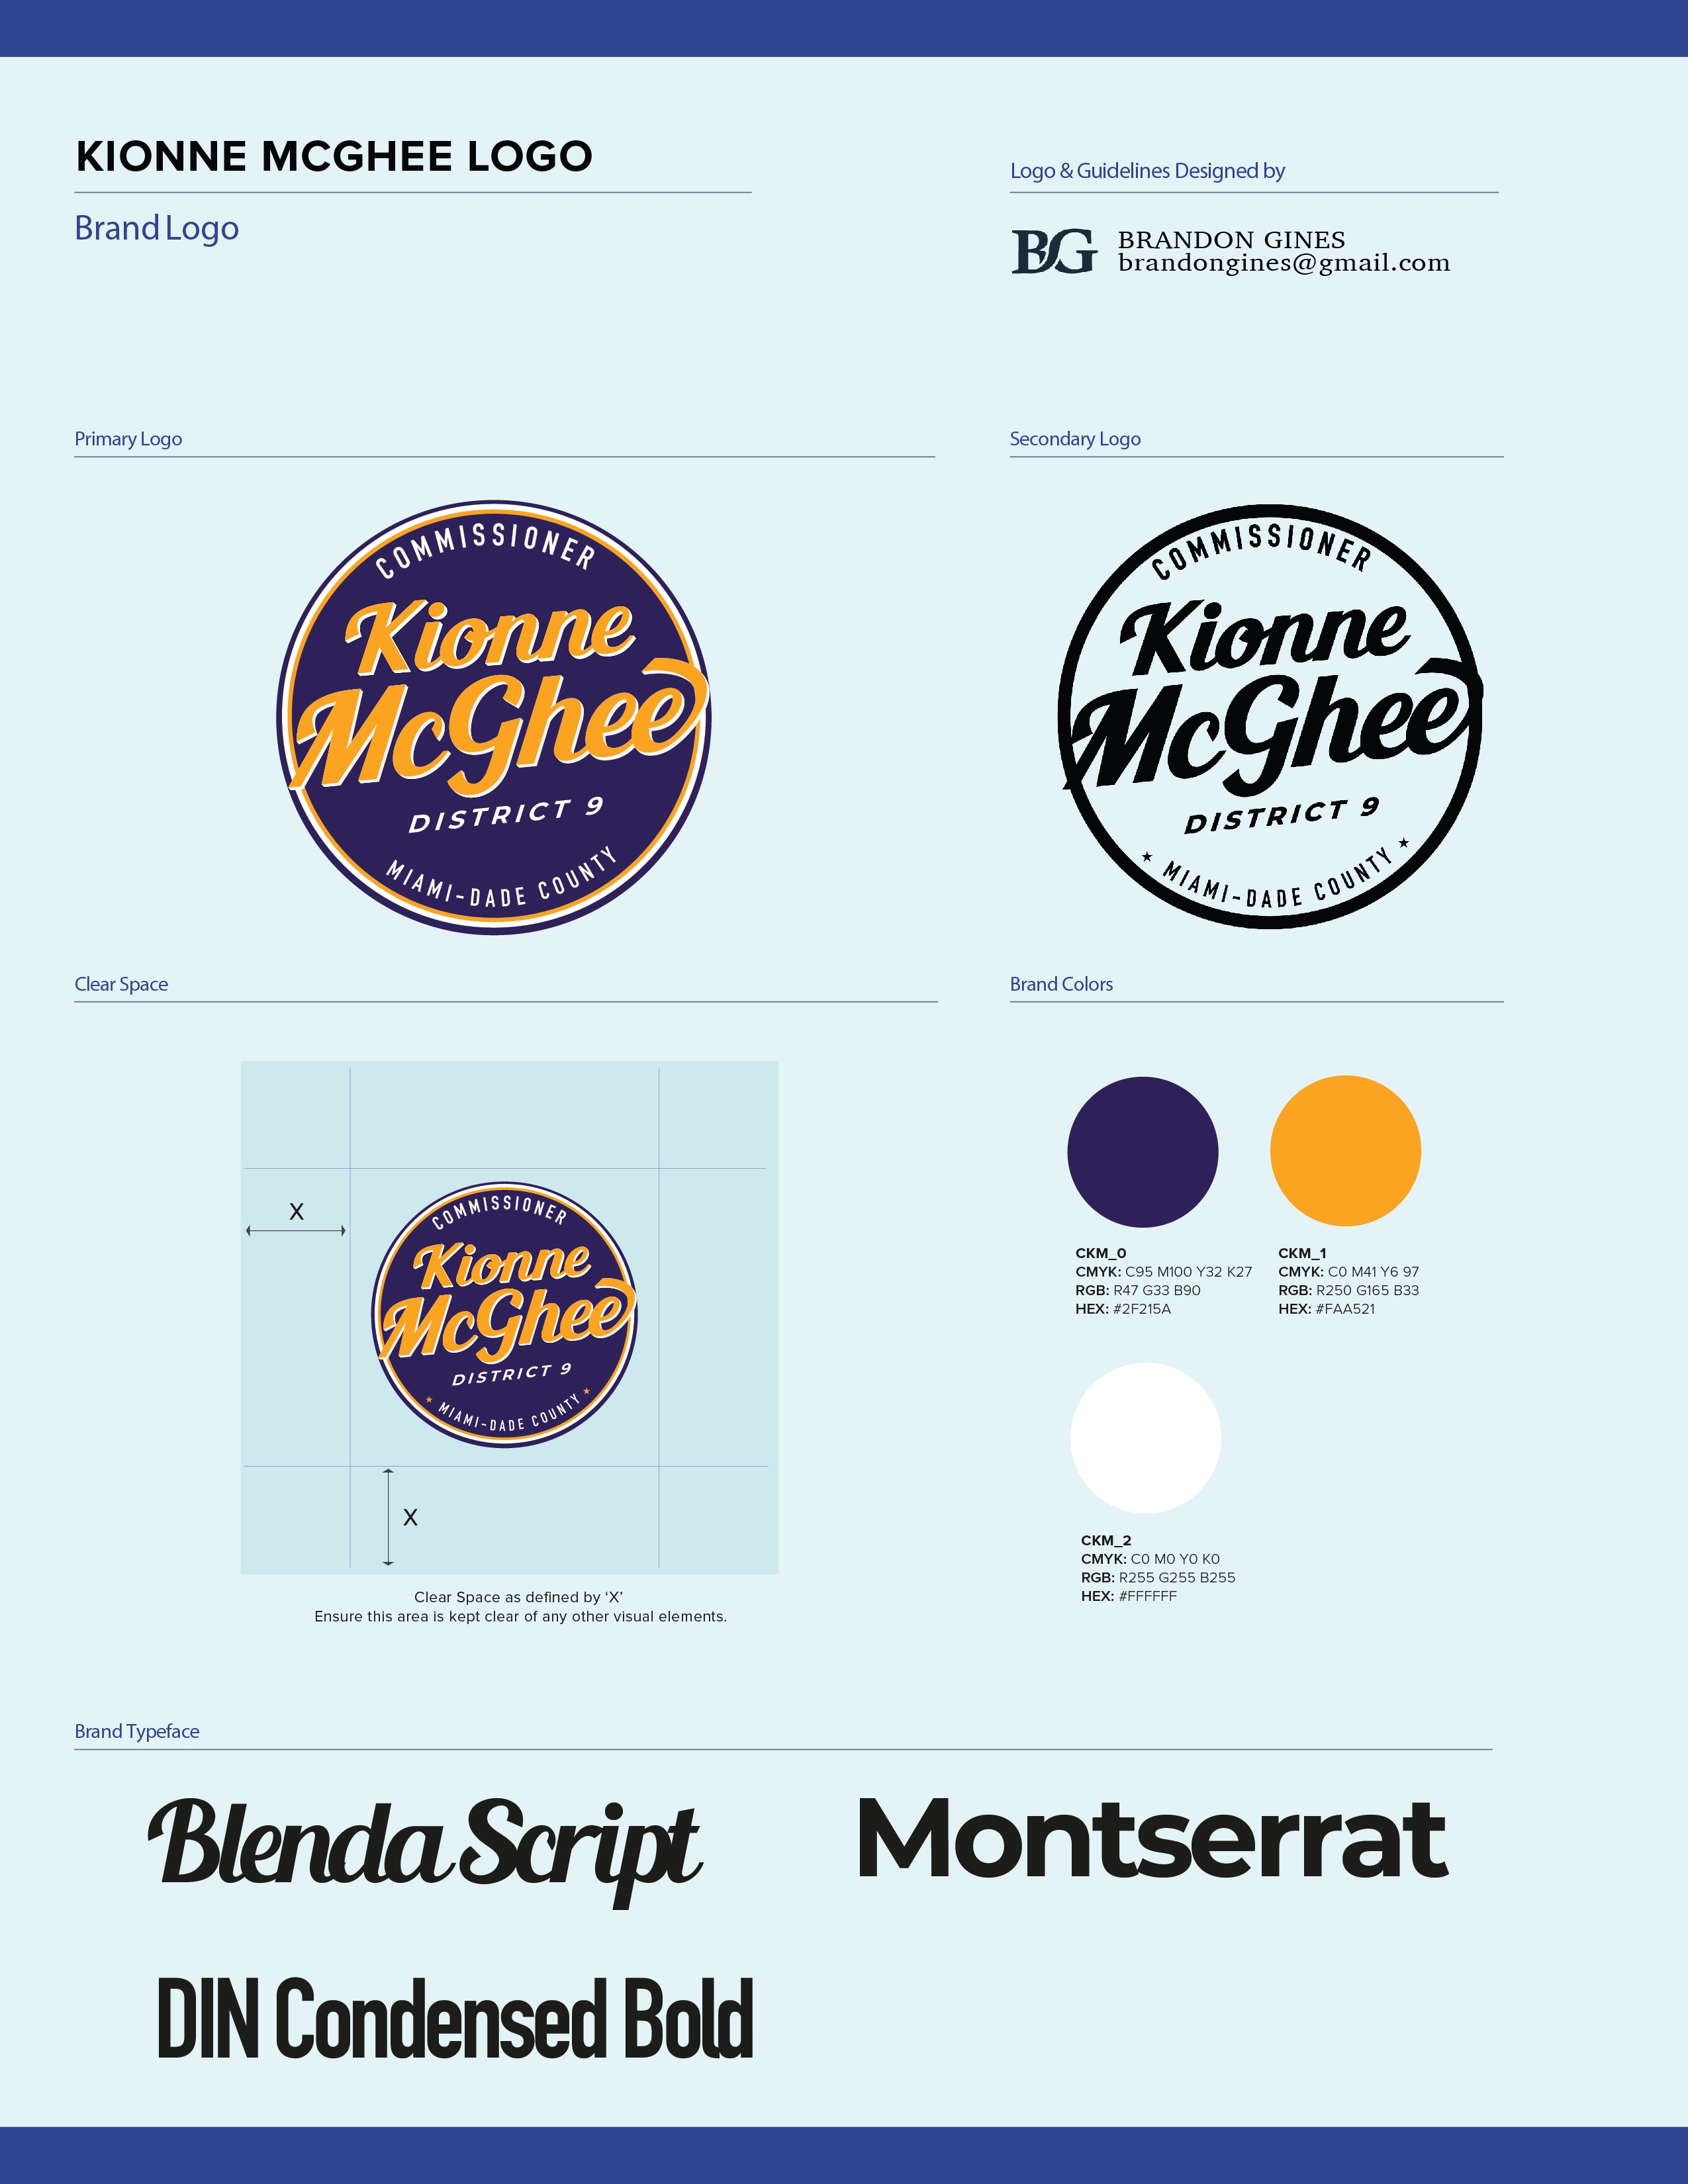 KIONNE MCGHEE LOGO
Brand Logo
Logo & Guidelines Designed by
BG
BRANDON GINES
brandongines@gmail.com
Primary Logo
COMMISSIONER
Kionne
McGhee
DISTRICT 9
MIAMI-DADE COUNTY
Secondary Logo
COMMISSIONER
Kionne
McGhee
DISTRICT 9
★ MIAMI-DADE COUNTY ★
Clear Space
X
COMMISSIONER
Kionne
McGhee
DISTRICT 9
★ MIAMI-DADE COUNTY ★
X
Clear Space as defined by ‘X’
Ensure this area is kept clear of any other visual elements.
Brand Colors
CKM_0
CMYK: C95 M100 Y32 K27
RGB: R47 G33 B90
HEX: #2F215A
CKM_1
CMYK: C0 M41 Y6 97
RGB: R250 G165 B33
HEX: #FAA521
CKM_2
CMYK: C0 M0 Y0 K0
RGB: R255 G255 B255
HEX: #FFFFFF
Brand Typeface
Blenda Script
Montserrat
DIN Condensed Bold